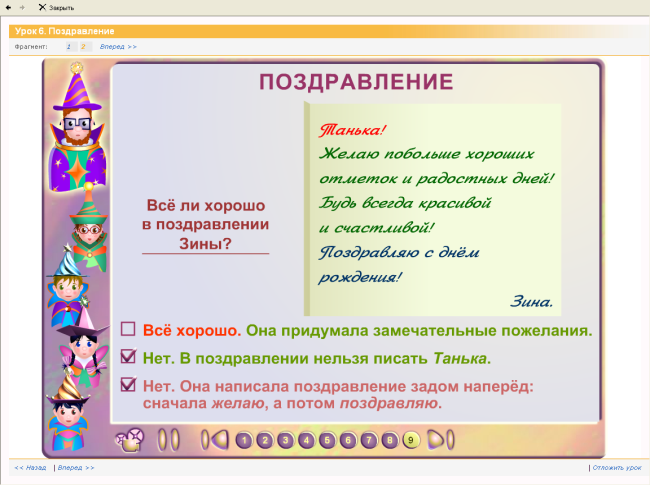 Закрыть
Урок 6. Поздравление
Фрагмент: 1 2 Вперед >>
ПОЗДРАВЛЕНИЕ
Танька!
Желаю побольше хороших
отметок и радостных дней!
Будь всегда красивой
и счастливой!
Поздравляю с днём
рождения!
Зина.
Всё ли хорошо
в поздравлении
Зины?
Всё хорошо. Она придумала замечательные пожелания.
Нет. В поздравлении нельзя писать Танька.
Нет. Она написала поздравление задом наперёд:
сначала желаю, а потом поздравляю.
1 2 3 4 5 6 7 8 9
<< Назад | Вперед >> | Отложить урок